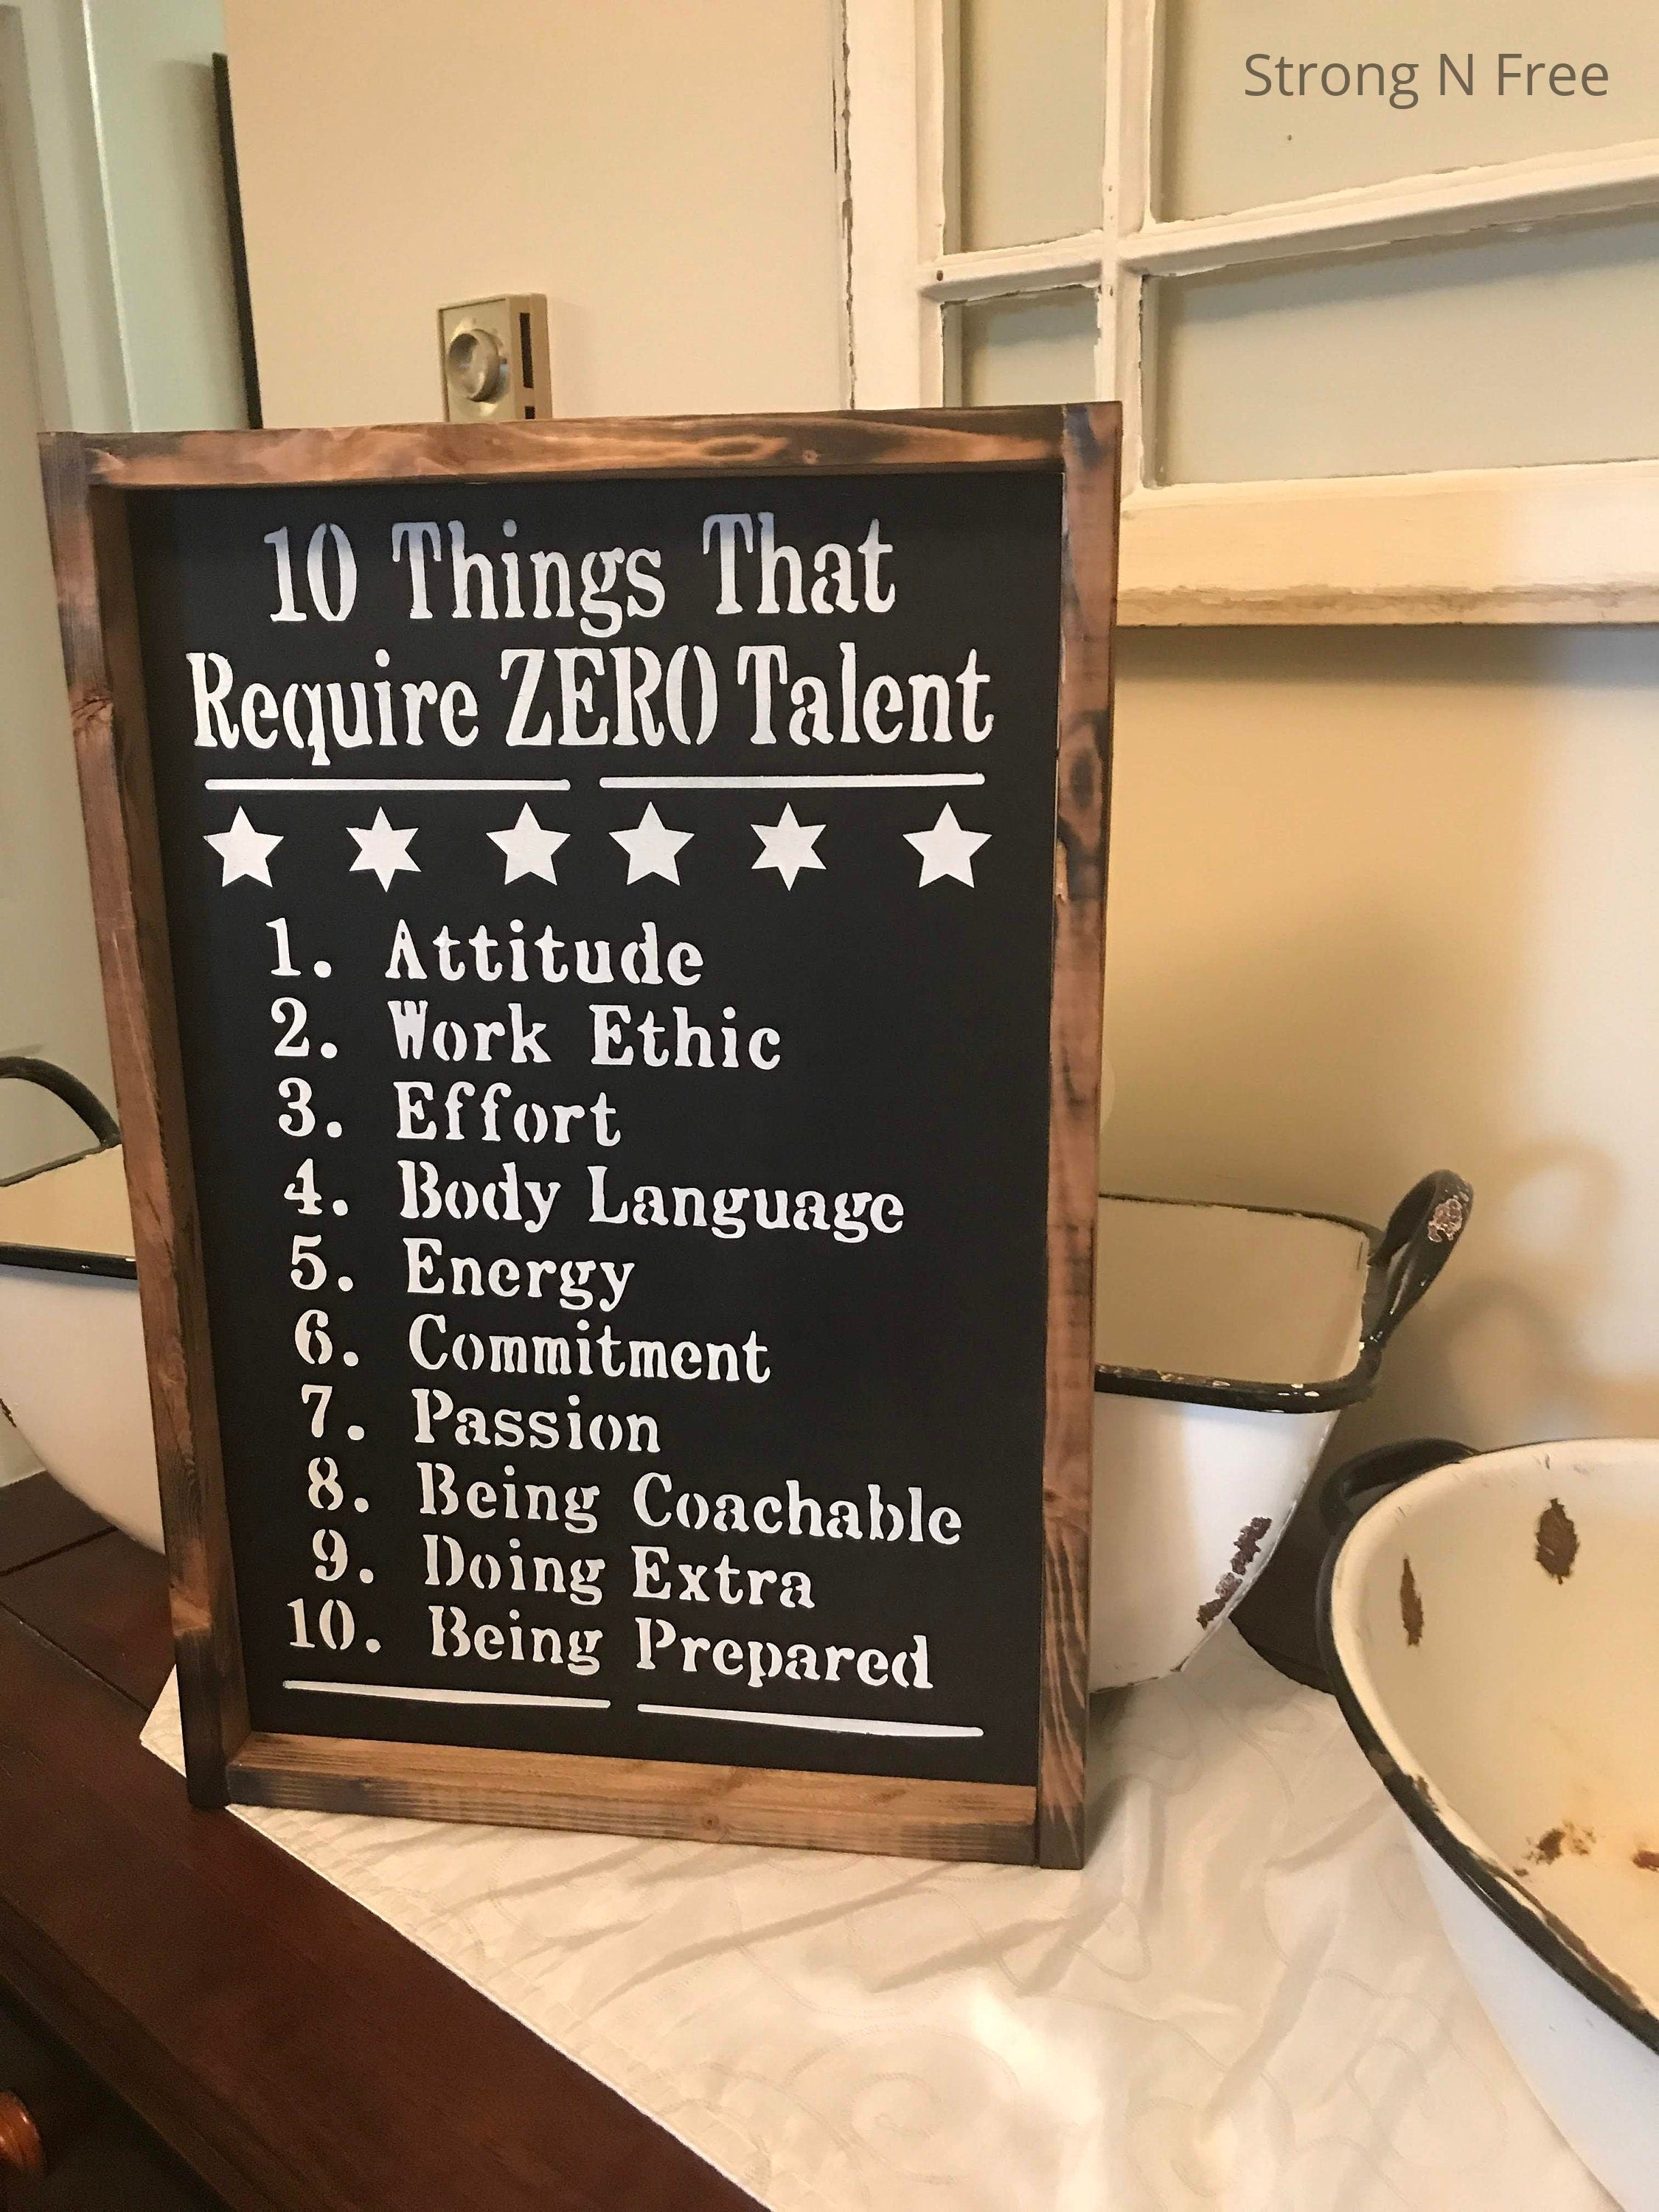 Strong N Free
10 Things That
Require ZERO Talent
1. Attitude
2. Work Ethic
3. Effort
4. Body Language
5. Energy
6. Commitment
7. Passion
8. Being Coachable
9. Doing Extra
10. Being Prepared